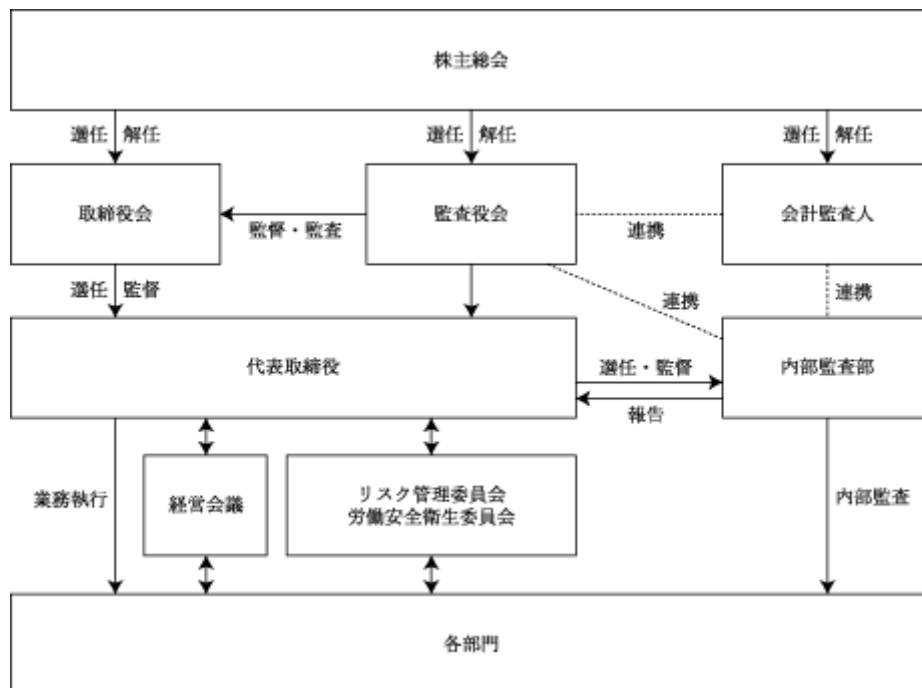 株主総会
選任 解任
選任 解任
選任 解任
取締役会
監督・監査
監査役会
連携
会計監査人
選任 監督
連携
連携
代表取締役
選任・監督
報告
内部監査部
業務執行
経営会議
リスク管理委員会
労働安全衛生委員会
内部監査
各部門